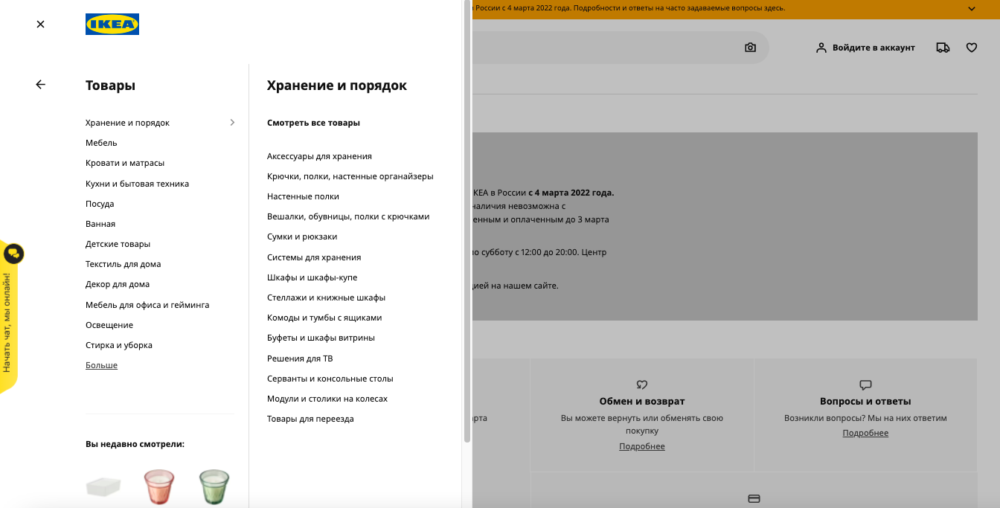 России с 4 марта 2022 года. Подробности и ответы на часто задаваемые вопросы здесь.
IKEA
Войдите в аккаунт
Товары
Хранение и порядок
Мебель
Кровати и матрасы
Кухни и бытовая техника
Посуда
Ванная
Детские товары
Текстиль для дома
Декор для дома
Мебель для офиса и гейминга
Освещение
Стирка и уборка
Больше
Вы недавно смотрели:
Начать чат, мы онлайн!
Хранение и порядок
Смотреть все товары
Аксессуары для хранения
Крючки, полки, настенные органайзеры
Настенные полки
Вешалки, обувницы, полки с крючками
Сумки и рюкзаки
Системы для хранения
Шкафы и шкафы-купе
Стеллажи и книжные шкафы
Комоды и тумбы с ящиками
Буфеты и шкафы витрины
Решения для ТВ
Серванты и консольные столы
Модули и столики на колесах
Товары для переезда
КЕА в России с 4 марта 2022 года.
наличия невозможна с
енным и оплаченным до 3 марта
по субботу с 12:00 до 20:00. Центр
цией на нашем сайте.
рта
Обмен и возврат
Вы можете вернуть или обменять свою
покупку
Подробнее
Вопросы и ответы
Возникли вопросы? Мы на них ответим
Подробнее